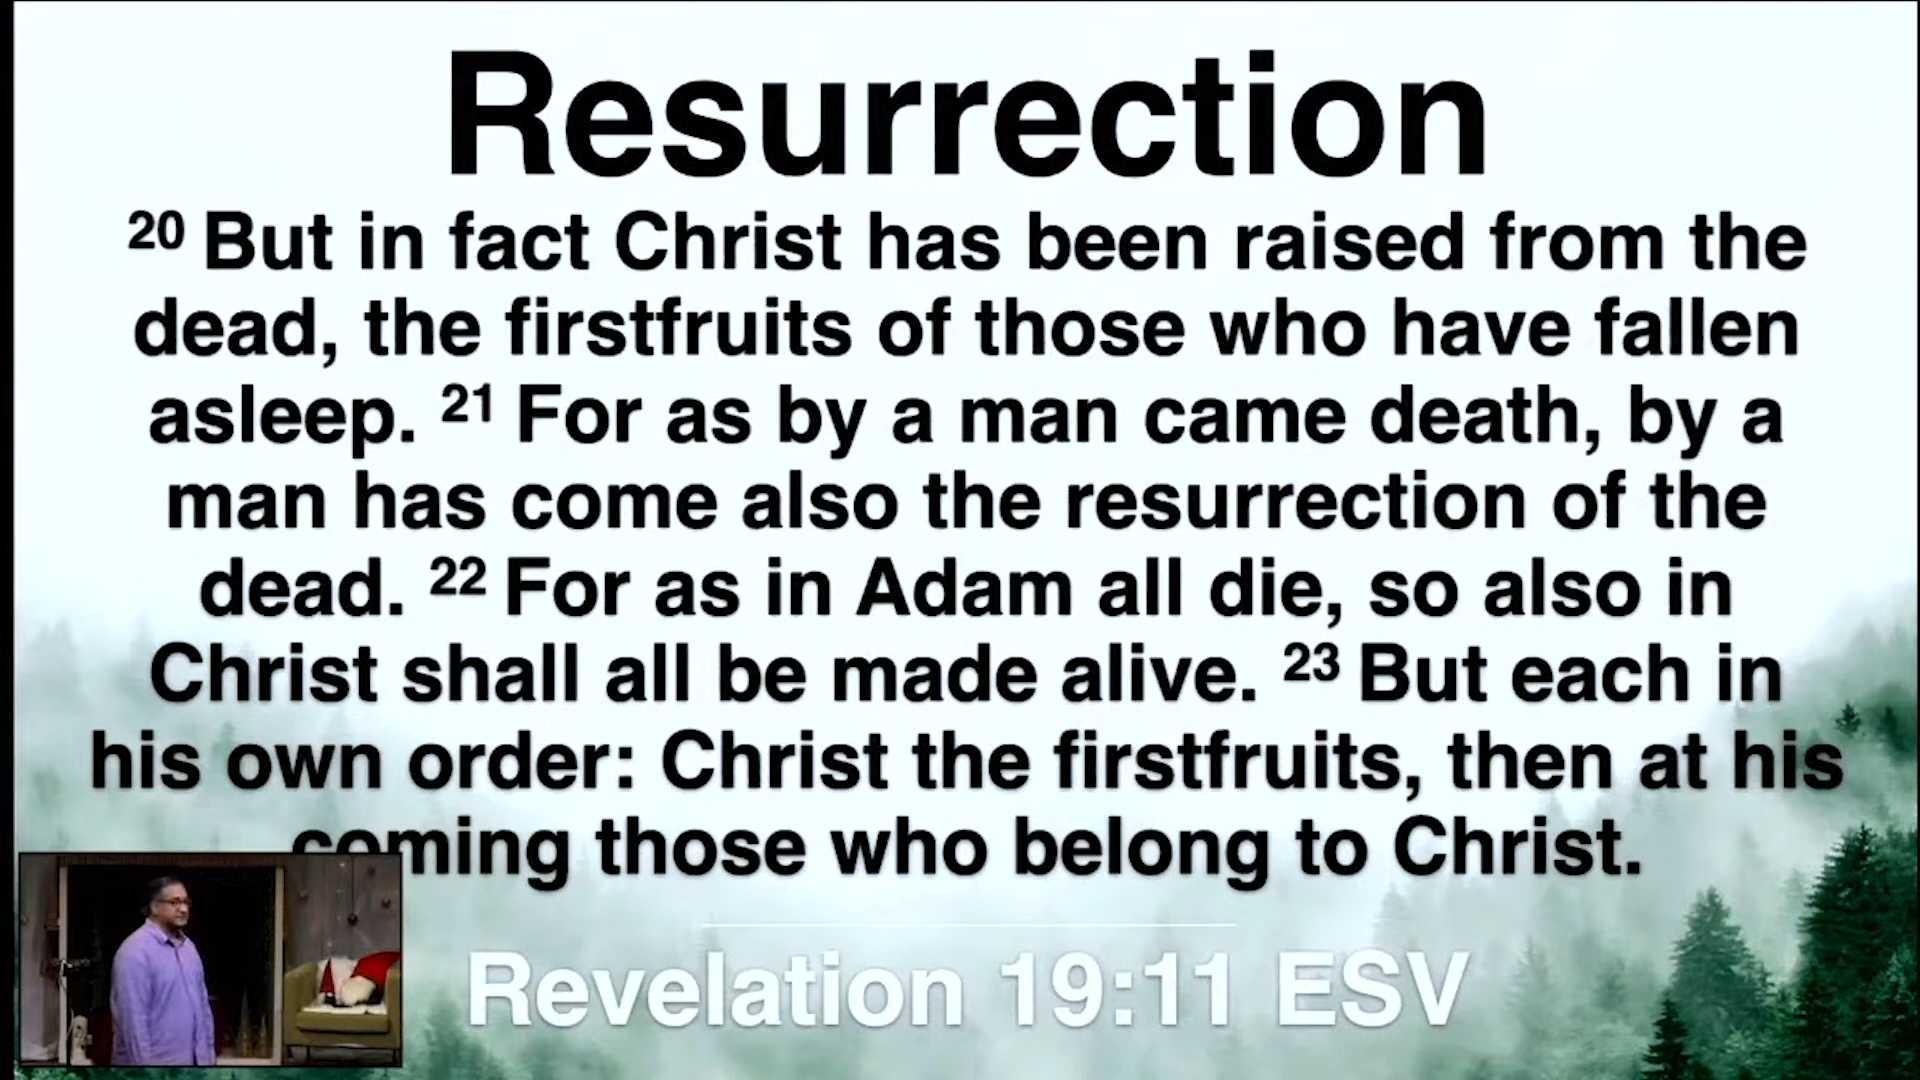 Resurrection
20 But in fact Christ has been raised from the
dead, the firstfruits of those who have fallen
asleep. 21 For as by a man came death, by a
man has come also the resurrection of the
dead. 22 For as in Adam all die, so also in
Christ shall all be made alive. 23 But each in
his own order: Christ the firstfruits, then at his
coming those who belong to Christ.
Revelation 19:11 ESV